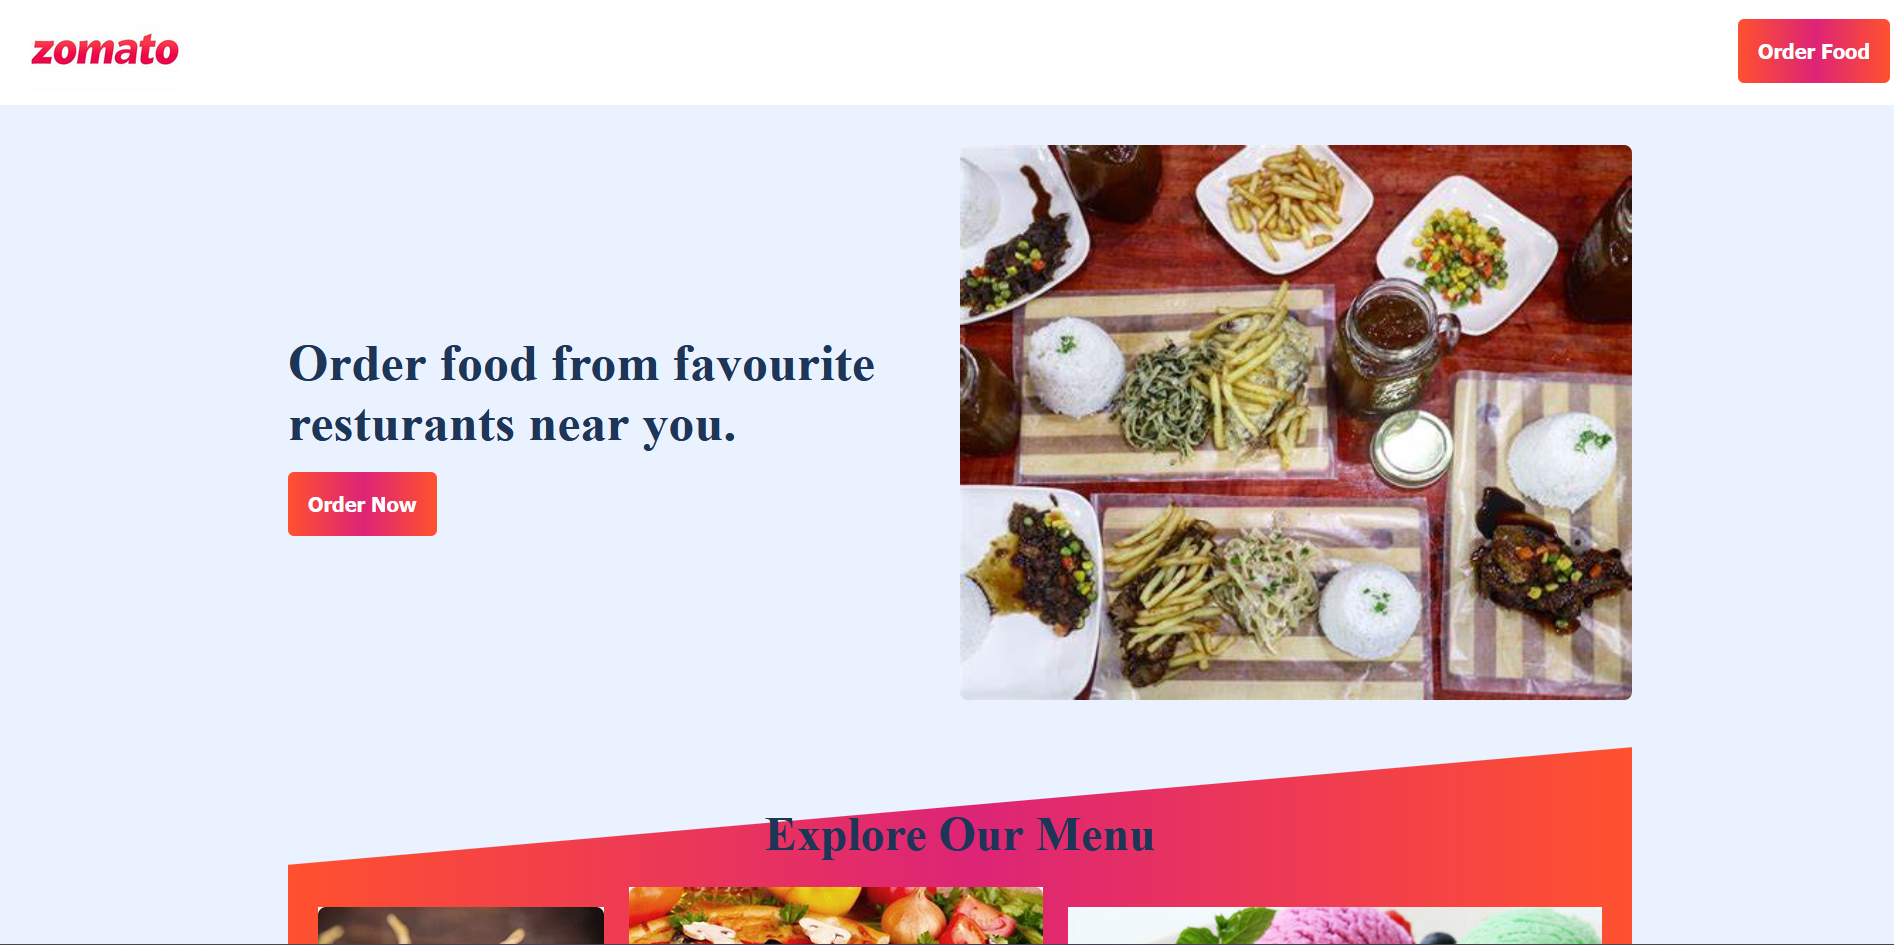 zomato
Order Food
Order food from favourite
resturants near you.
Order Now
Explore Our Menu